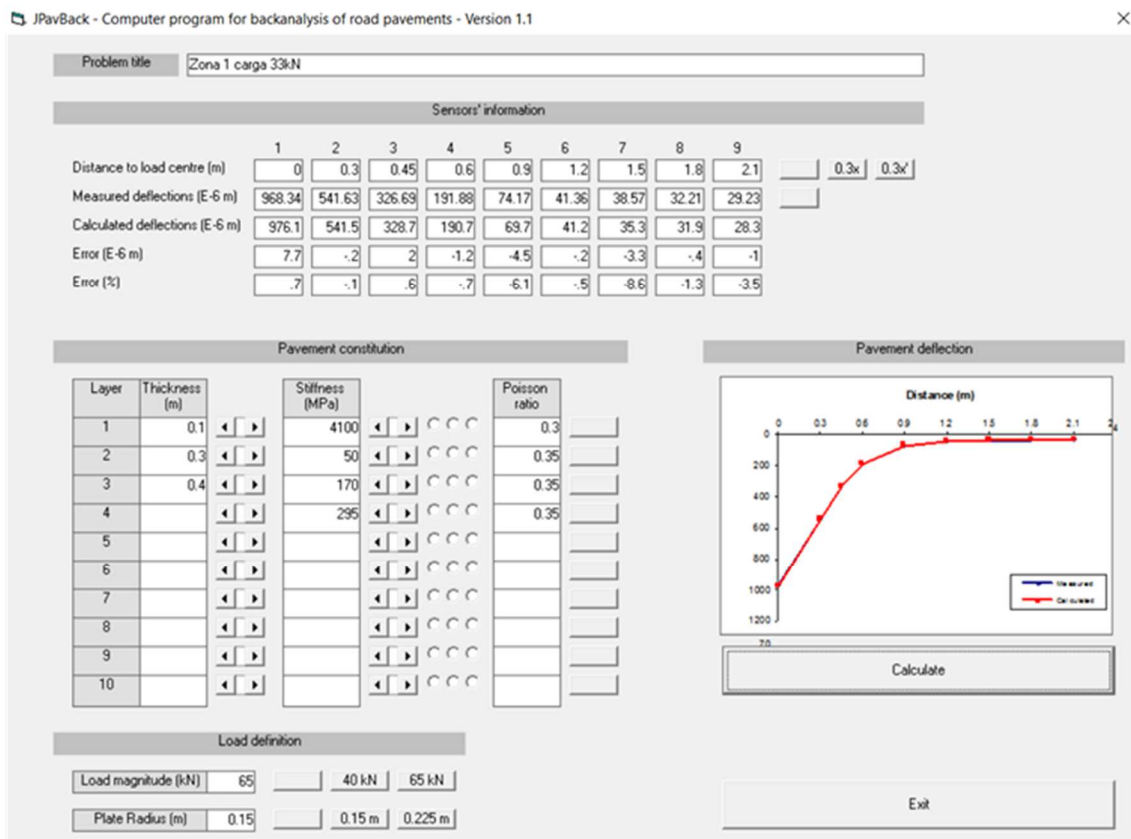 JPavBack - Computer program for backanalysis of road pavements - Version 1.1
Problem title Zona 1 carga 33kN
Sensors' information
1 2 3 4 5 6 7 8 9
Distance to load centre (m) 0 0.3 0.45 0.6 0.9 1.2 1.5 1.8 2.1 0.3x 0.3x'
Measured deflections (E-6 m) 968.34 541.63 326.69 191.88 74.17 41.36 38.57 32.21 29.23
Calculated deflections (E-6 m) 976.1 541.5 328.7 190.7 69.7 41.2 35.3 31.9 28.3
Error (E-6 m) 7.7 -.2 2 -1.2 -4.5 -.2 -3.3 -.4 -1
Error (%) .7 -.1 .6 -.7 -6.1 -.5 -8.6 -1.3 -3.5
Pavement constitution
Layer Thickness (m) Stiffness (MPa) Poisson ratio
1 0.1 4100 0.3
2 0.3 50 0.35
3 0.4 170 0.35
4 295 0.35
5
6
7
8
9
10
Pavement deflection
Distance (m)
0 0.3 0.6 0.9 1.2 1.5 1.8 2.1 2.4
0
200
400
600
800
1000
1200
Measured
Calculated
Calculate
Load definition
Load magnitude (kN) 65 40 kN 65 kN
Plate Radius (m) 0.15 0.15 m 0.225 m
Exit